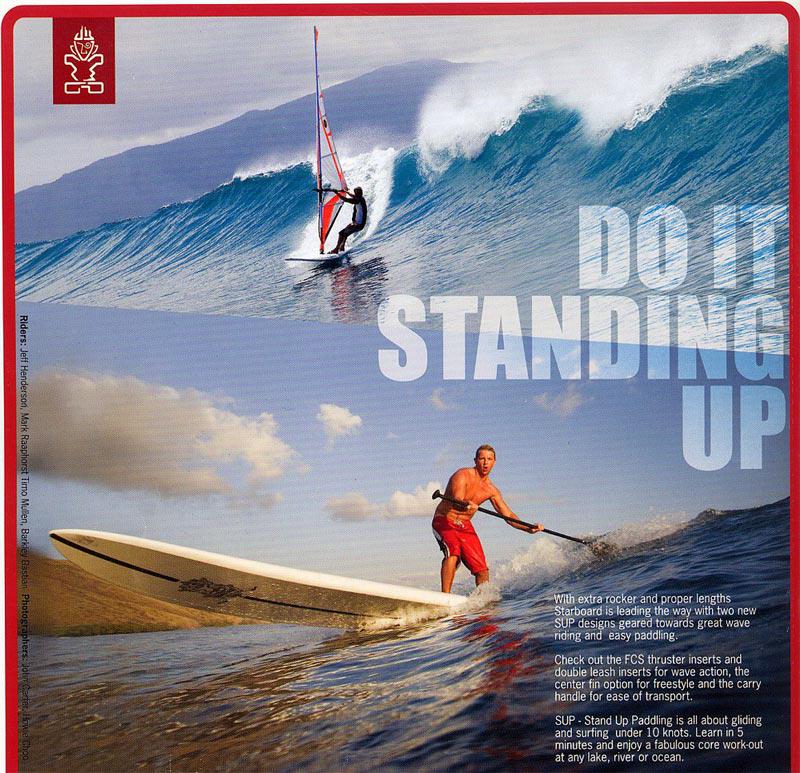 DO IT
STANDING
UP
Riders: Jeff Henderson, Mark Raaphorst Timo Mullen, Barkley Bastian Photographers:
With extra rocker and proper lengths
Starboard is leading the way with two new
SUP designs geared towards great wave
riding and easy paddling.
Check out the FCS thruster inserts and
double leash inserts for wave action, the
center fin option for freestyle and the carry
handle for ease of transport.
SUP - Stand Up Paddling is all about gliding
and surfing under 10 knots. Learn in 5
minutes and enjoy a fabulous core work-out
at any lake, river or ocean.